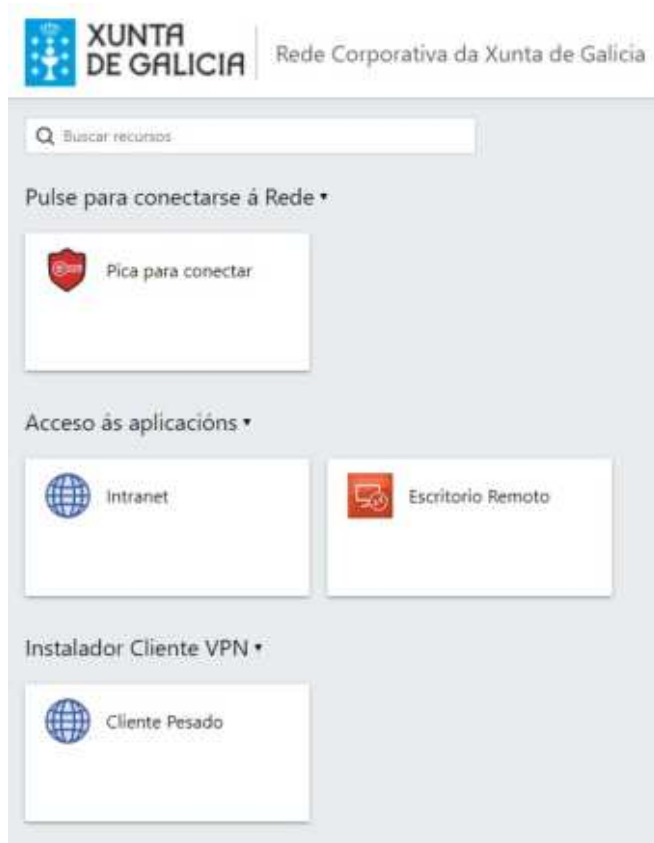 XUNTA
DE GALICIA
Rede Corporativa da Xunta de Galicia
Buscar recursos
Pulse para conectarse á Rede
Pica para conectar
Acceso ás aplicacións
Intranet
Escritorio Remoto
Instalador Cliente VPN
Cliente Pesado